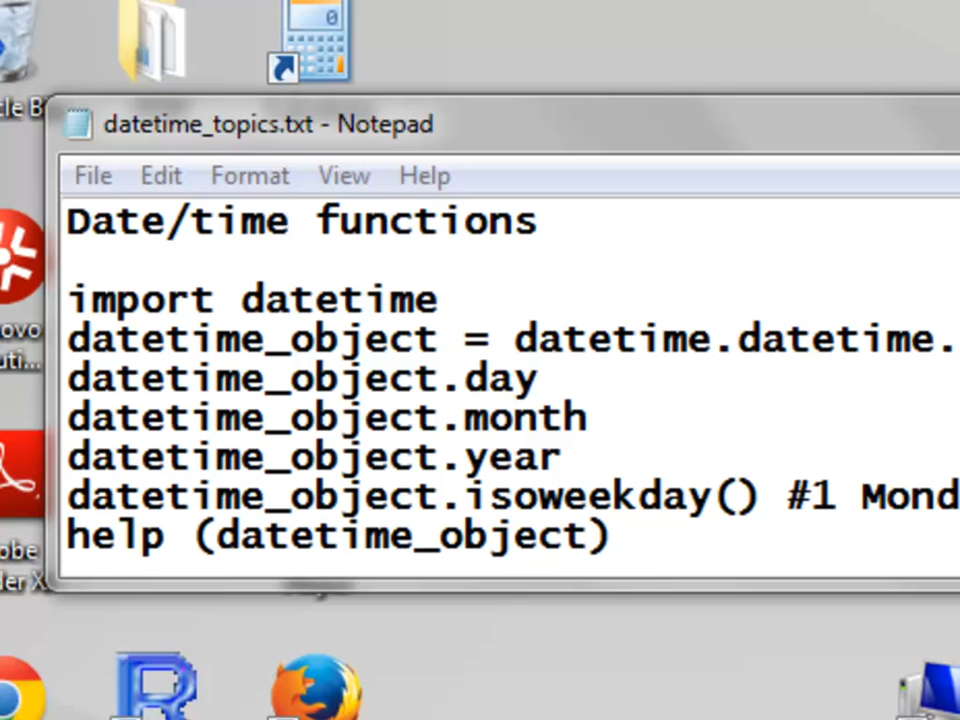 0
datetime_topics.txt - Notepad
File Edit Format View Help
Date/time functions
import datetime
datetime_object = datetime.datetime.
datetime_object.day
datetime_object.month
datetime_object.year
datetime_object.isoweekday() #1 Mond
help (datetime_object)